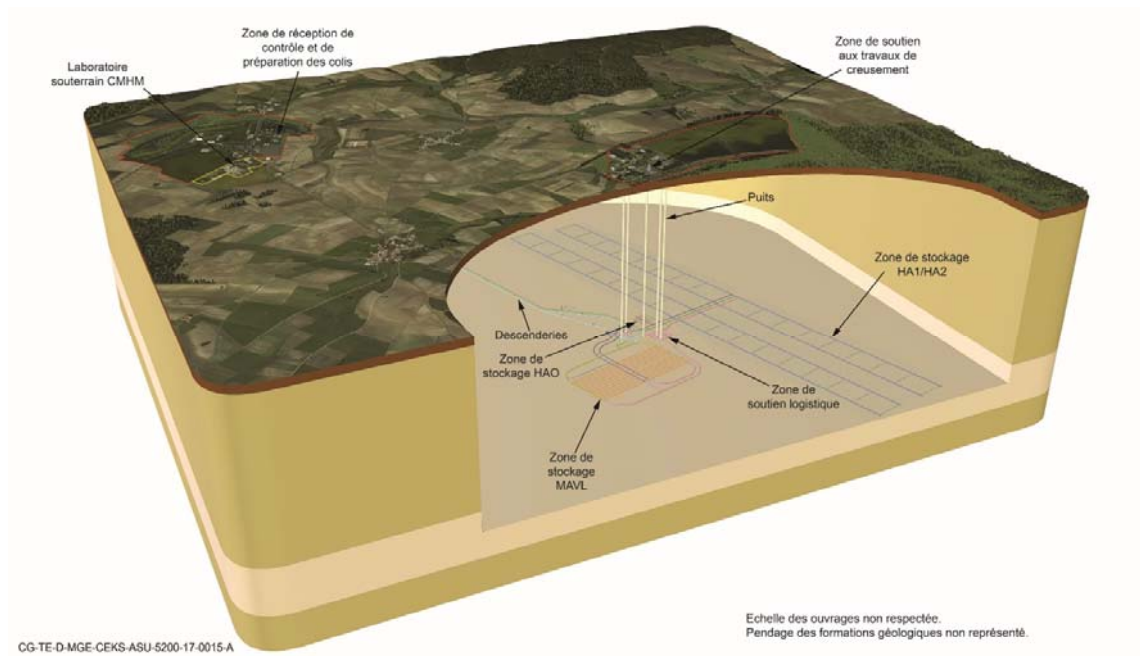 Zone de réception de
contrôle et de
préparation des colis
Laboratoire
souterrain CMHM
Zone de soutien
aux travaux de
creusement
Puits
Zone de stockage
HA1/HA2
Descenderies
Zone de
stockage HAO
Zone de
soutien logistique
Zone de
stockage
MAVL
Echelle des ouvrages non respectée.
Pendage des formations géologiques non représenté.
CG-TE-D-MGE-CEKS-ASU-5200-17-0015-A